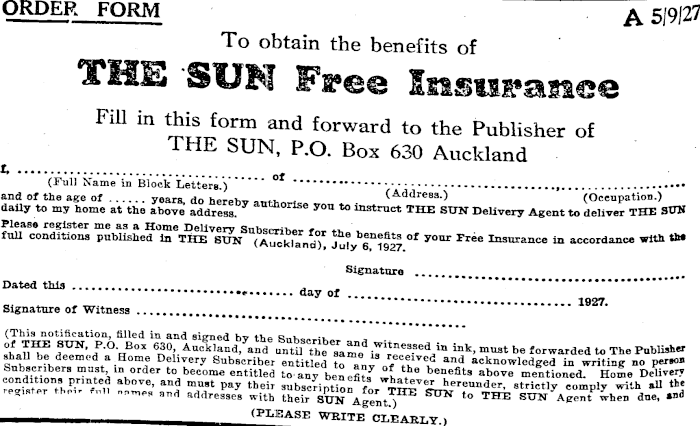 ORDER FORM
A 5/9/27
To obtain the benefits of
THE SUN Free Insurance
Fill in this form and forward to the Publisher of
THE SUN, P.O. Box 630 Auckland
I, ........................................ of ................................................................
(Full Name in Block Letters.) (Address.) (Occupation.)
and of the age of ...... years, do hereby authorise you to instruct THE SUN Delivery Agent to deliver THE SUN
daily to my home at the above address.
Please register me as a Home Delivery Subscriber for the benefits of your Free Insurance in accordance with the
full conditions published in THE SUN (Auckland), July 6, 1927.
Signature ................................................
Dated this ........................................ day of ........................................ 1927.
Signature of Witness ............................................................
(This notification, filled in and signed by the Subscriber and witnessed in ink, must be forwarded to The Publisher
of THE SUN, P.O. Box 630, Auckland, and until the same is received and acknowledged in writing no person
shall be deemed a Home Delivery Subscriber entitled to any of the benefits above mentioned. Home Delivery
Subscribers must, in order to become entitled to any benefits whatever hereunder, strictly comply with all the
conditions printed above, and must pay their subscription for THE SUN to THE SUN Agent when due, and
register their full names and addresses with their SUN Agent.)
(PLEASE WRITE CLEARLY.)